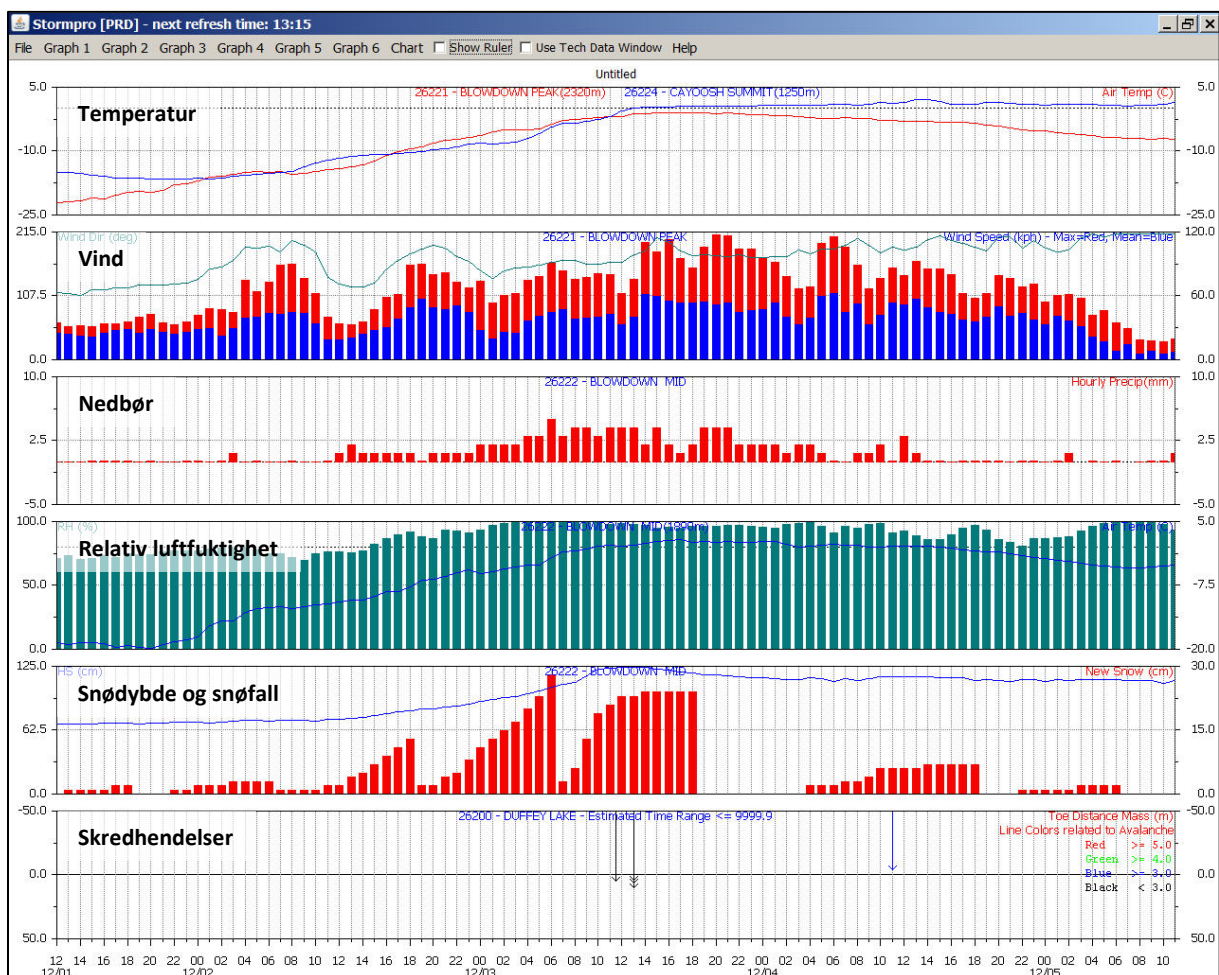 Stormpro [PRD] - next refresh time: 13:15
File Graph 1 Graph 2 Graph 3 Graph 4 Graph 5 Graph 6 Chart Show Ruler Use Tech Data Window Help
Untitled
5.0 26221 - BLOWDOWN PEAK(2320m) 26224 - CAYOOSH SUMMIT(1250m) Air Temp (C) 5.0
Temperatur
-10.0 -10.0
-25.0 -25.0
215.0 Wind Dir (deg) 26221 - BLOWDOWN PEAK Wind Speed (kph) - Max=Red, Mean=Blue 120.0
Vind
107.5 60.0
0.0 0.0
10.0 26222 - BLOWDOWN MID Hourly Precip(mm) 10.0
Nedbør
2.5 2.5
-5.0 -5.0
100.0 RH (%) 26222 - BLOWDOWN MID(1890m) Air Temp (C) 5.0
Relativ luftfuktighet
50.0 -7.5
0.0 -20.0
125.0 HS (cm) 26222 - BLOWDOWN MID New Snow (cm) 30.0
Snødybde og snøfall
62.5 15.0
0.0 0.0
-50.0 26200 - DUFFEY LAKE - Estimated Time Range <= 9999.9 Toe Distance Mass (m) -50.0
Skredhendelser
Line Colors related to Avalanche
Red >= 5.0
Green >= 4.0
Blue >= 3.0
0.0 Black < 3.0 0.0
50.0 50.0
12 14 16 18 20 22 00 02 04 06 08 10 12 14 16 18 20 22 00 02 04 06 08 10 12 14 16 18 20 22 00 02 04 06 08 10 12 14 16 18 20 22 00 02 04 06 08 10
12/01 12/02 12/03 12/04 12/05